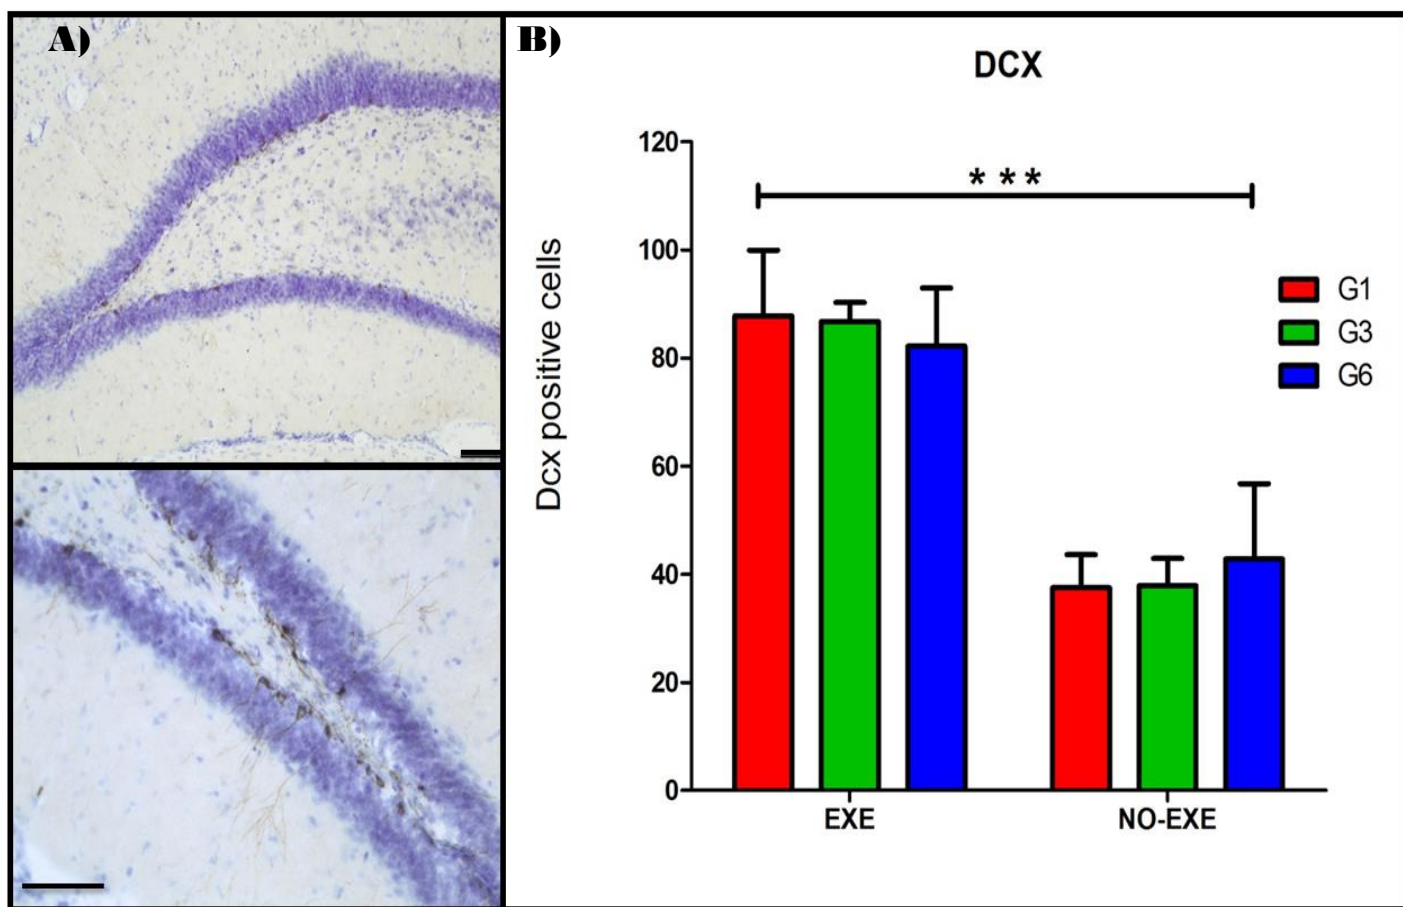 A)
B)
DCX
120
100
80
60
40
20
0
Dcx positive cells
* * *
G1
G3
G6
EXE
NO-EXE